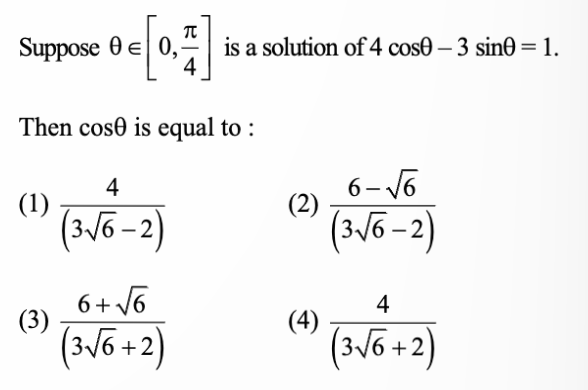 Suppose θ ∈ [0, π/4] is a solution of 4 cosθ – 3 sinθ = 1.
Then cosθ is equal to :
(1) 4/(3√6 – 2) (2) (6 – √6)/(3√6 – 2)
(3) (6 + √6)/(3√6 + 2) (4) 4/(3√6 + 2)